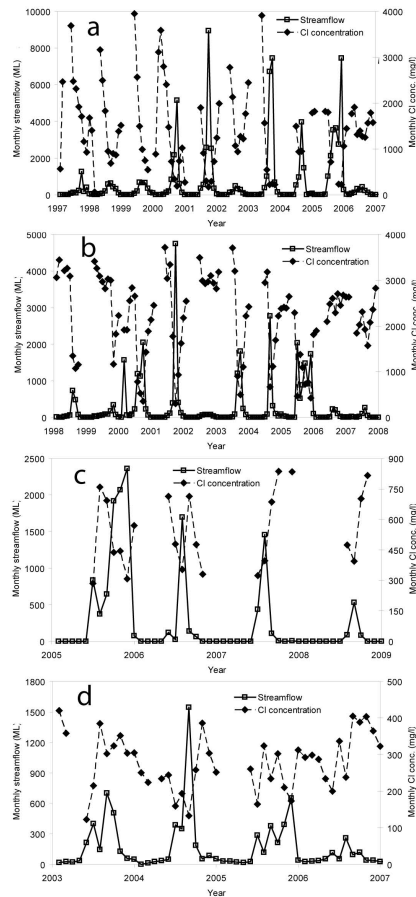 a
10000
8000
6000
4000
2000
0
Monthly streamflow (ML)
4000
3000
2000
1000
0
Monthly Cl conc. (mg/l)
Streamflow
Cl concentration
1997 1998 1999 2000 2001 2002 2003 2004 2005 2006 2007
Year
b
5000
4000
3000
2000
1000
0
Monthly streamflow (ML)
4000
3000
2000
1000
0
Monthly Cl conc. (mg/l)
Streamflow
Cl concentration
1998 1999 2000 2001 2002 2003 2004 2005 2006 2007 2008
Year
c
2500
2000
1500
1000
500
0
Monthly streamflow (ML)
900
750
600
450
300
150
0
Monthly Cl conc. (mg/l)
Streamflow
Cl concentration
2005 2006 2007 2008 2009
Year
d
1800
1500
1200
900
600
300
0
Monthly streamflow (ML)
500
400
300
200
100
0
Monthly Cl conc. (mg/l)
Streamflow
Cl concentration
2003 2004 2005 2006 2007
Year